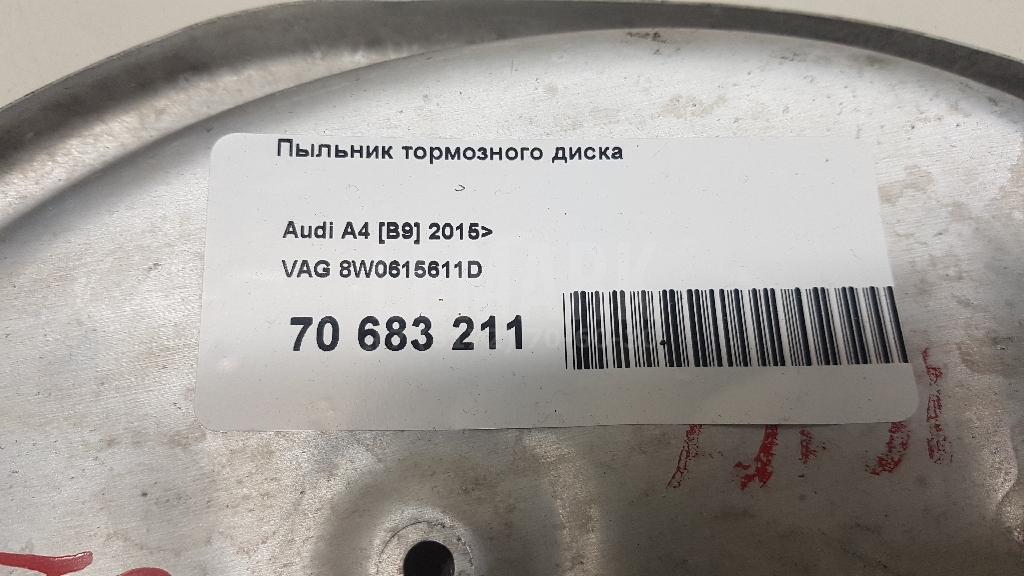 Пыльник тормозного диска
Audi A4 [B9] 2015>
VAG 8W0615611D
70 683 211